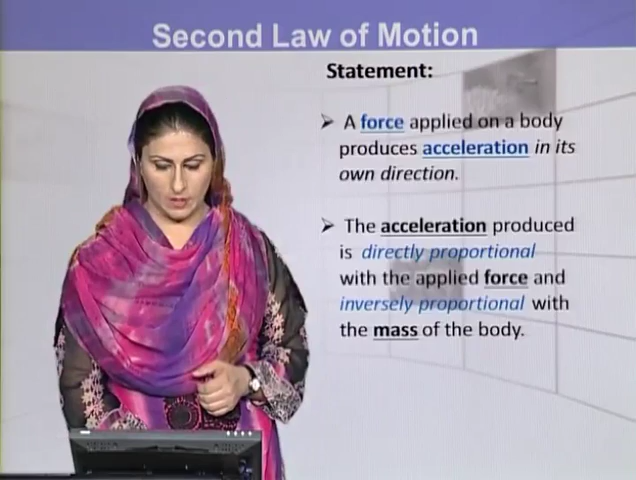 Second Law of Motion
Statement:
➢ A force applied on a body
produces acceleration in its
own direction.
➢ The acceleration produced
is directly proportional
with the applied force and
inversely proportional with
the mass of the body.